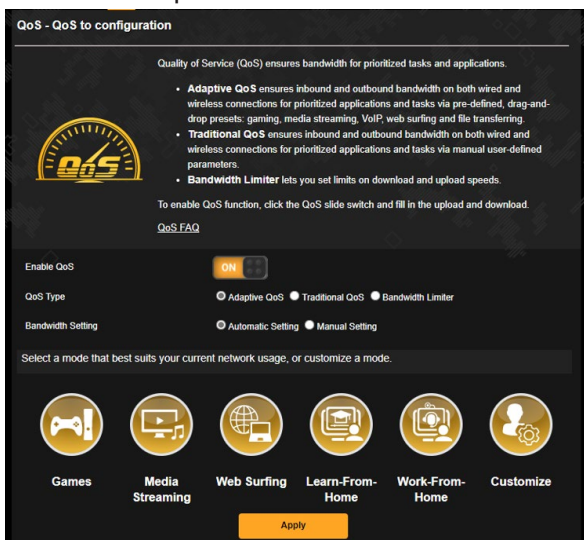 QoS - QoS to configuration
Quality of Service (QoS) ensures bandwidth for prioritized tasks and applications.
• Adaptive QoS ensures inbound and outbound bandwidth on both wired and
wireless connections for prioritized applications and tasks via pre-defined, drag-and-
drop presets: gaming, media streaming, VoIP, web surfing and file transferring.
• Traditional QoS ensures inbound and outbound bandwidth on both wired and
wireless connections for prioritized applications and tasks via manual user-defined
parameters.
• Bandwidth Limiter lets you set limits on download and upload speeds.
QoS
To enable QoS function, click the QoS slide switch and fill in the upload and download.
QoS FAQ
Enable QoS ON
QoS Type Adaptive QoS Traditional QoS Bandwidth Limiter
Bandwidth Setting Automatic Setting Manual Setting
Select a mode that best suits your current network usage, or customize a mode.
Games Media Streaming Web Surfing Learn-From-Home Work-From-Home Customize
Apply